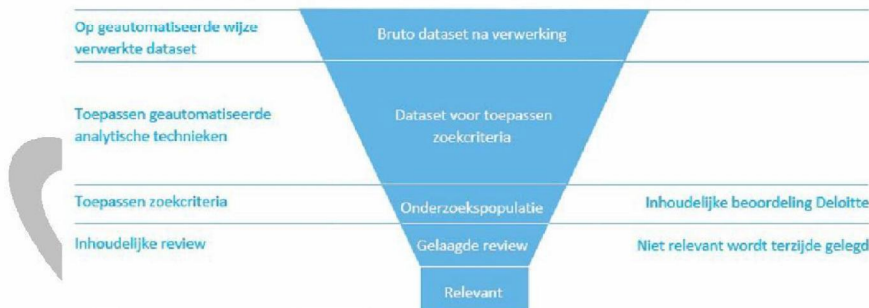 Op geautomatiseerde wijze
verwerkte dataset
Bruto dataset na verwerking
Toepassen geautomatiseerde
analytische technieken
Dataset voor toepassen
zoekcriteria
Toepassen zoekcriteria
Onderzoekspopulatie
Inhoudelijke beoordeling Deloitte
Inhoudelijke review
Gelaagde review
Niet relevant wordt terzijde gelegd
Relevant